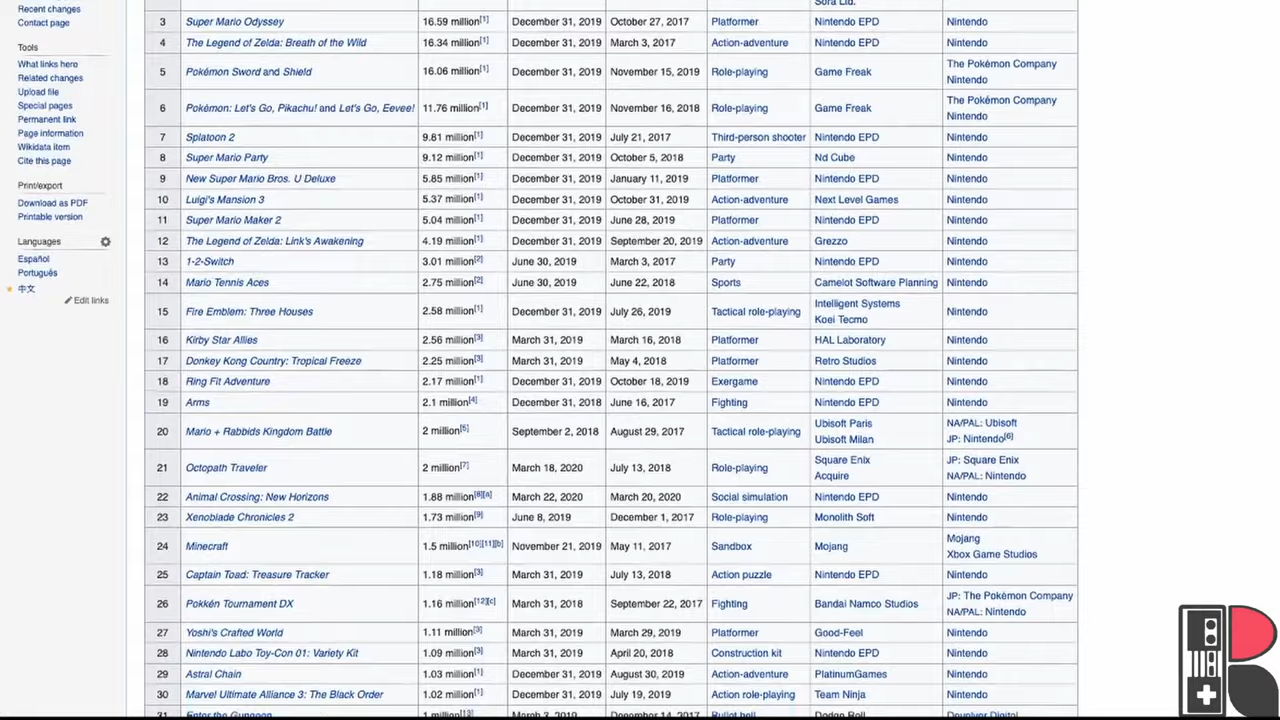 Recent changes
Contact page
Tools
What links here
Related changes
Upload file
Special pages
Permanent link
Page information
Wikidata item
Cite this page
Print/export
Download as PDF
Printable version
Languages
Español
Português
中文
Edit links
Sora Ltd.
3 Super Mario Odyssey 16.59 million[1] December 31, 2019 October 27, 2017 Platformer Nintendo EPD Nintendo
4 The Legend of Zelda: Breath of the Wild 16.34 million[1] December 31, 2019 March 3, 2017 Action-adventure Nintendo EPD Nintendo
5 Pokémon Sword and Shield 16.06 million[1] December 31, 2019 November 15, 2019 Role-playing Game Freak The Pokémon Company
Nintendo
6 Pokémon: Let's Go, Pikachu! and Let's Go, Eevee! 11.76 million[1] December 31, 2019 November 16, 2018 Role-playing Game Freak The Pokémon Company
Nintendo
7 Splatoon 2 9.81 million[1] December 31, 2019 July 21, 2017 Third-person shooter Nintendo EPD Nintendo
8 Super Mario Party 9.12 million[1] December 31, 2019 October 5, 2018 Party Nd Cube Nintendo
9 New Super Mario Bros. U Deluxe 5.85 million[1] December 31, 2019 January 11, 2019 Platformer Nintendo EPD Nintendo
10 Luigi's Mansion 3 5.37 million[1] December 31, 2019 October 31, 2019 Action-adventure Next Level Games Nintendo
11 Super Mario Maker 2 5.04 million[1] December 31, 2019 June 28, 2019 Platformer Nintendo EPD Nintendo
12 The Legend of Zelda: Link's Awakening 4.19 million[1] December 31, 2019 September 20, 2019 Action-adventure Grezzo Nintendo
13 1-2-Switch 3.01 million[2] June 30, 2019 March 3, 2017 Party Nintendo EPD Nintendo
14 Mario Tennis Aces 2.75 million[2] June 30, 2019 June 22, 2018 Sports Camelot Software Planning Nintendo
15 Fire Emblem: Three Houses 2.58 million[1] December 31, 2019 July 26, 2019 Tactical role-playing Intelligent Systems
Koei Tecmo Nintendo
16 Kirby Star Allies 2.56 million[3] March 31, 2019 March 16, 2018 Platformer HAL Laboratory Nintendo
17 Donkey Kong Country: Tropical Freeze 2.25 million[3] March 31, 2019 May 4, 2018 Platformer Retro Studios Nintendo
18 Ring Fit Adventure 2.17 million[1] December 31, 2019 October 18, 2019 Exergame Nintendo EPD Nintendo
19 Arms 2.1 million[4] December 31, 2018 June 16, 2017 Fighting Nintendo EPD Nintendo
20 Mario + Rabbids Kingdom Battle 2 million[5] September 2, 2018 August 29, 2017 Tactical role-playing Ubisoft Paris NA/PAL: Ubisoft
Ubisoft Milan JP: Nintendo[6]
21 Octopath Traveler 2 million[7] March 18, 2020 July 13, 2018 Role-playing Square Enix JP: Square Enix
Acquire NA/PAL: Nintendo
22 Animal Crossing: New Horizons 1.88 million[8][a] March 22, 2020 March 20, 2020 Social simulation Nintendo EPD Nintendo
23 Xenoblade Chronicles 2 1.73 million[9] June 8, 2019 December 1, 2017 Role-playing Monolith Soft Nintendo
24 Minecraft 1.5 million[10][11][b] November 21, 2019 May 11, 2017 Sandbox Mojang Mojang
Xbox Game Studios
25 Captain Toad: Treasure Tracker 1.18 million[3] March 31, 2019 July 13, 2018 Action puzzle Nintendo EPD Nintendo
26 Pokkén Tournament DX 1.16 million[12][c] March 31, 2018 September 22, 2017 Fighting Bandai Namco Studios JP: The Pokémon Company
NA/PAL: Nintendo
27 Yoshi's Crafted World 1.11 million[3] March 31, 2019 March 29, 2019 Platformer Good-Feel Nintendo
28 Nintendo Labo Toy-Con 01: Variety Kit 1.09 million[3] March 31, 2019 April 20, 2018 Construction kit Nintendo EPD Nintendo
29 Astral Chain 1.03 million[1] December 31, 2019 August 30, 2019 Action-adventure PlatinumGames Nintendo
30 Marvel Ultimate Alliance 3: The Black Order 1.02 million[1] December 31, 2019 July 19, 2019 Action role-playing Team Ninja Nintendo
31 Enter the Gungeon 1 million[13] March 3, 2019 December 14, 2017 Bullet hell Dodge Roll Devolver Digital